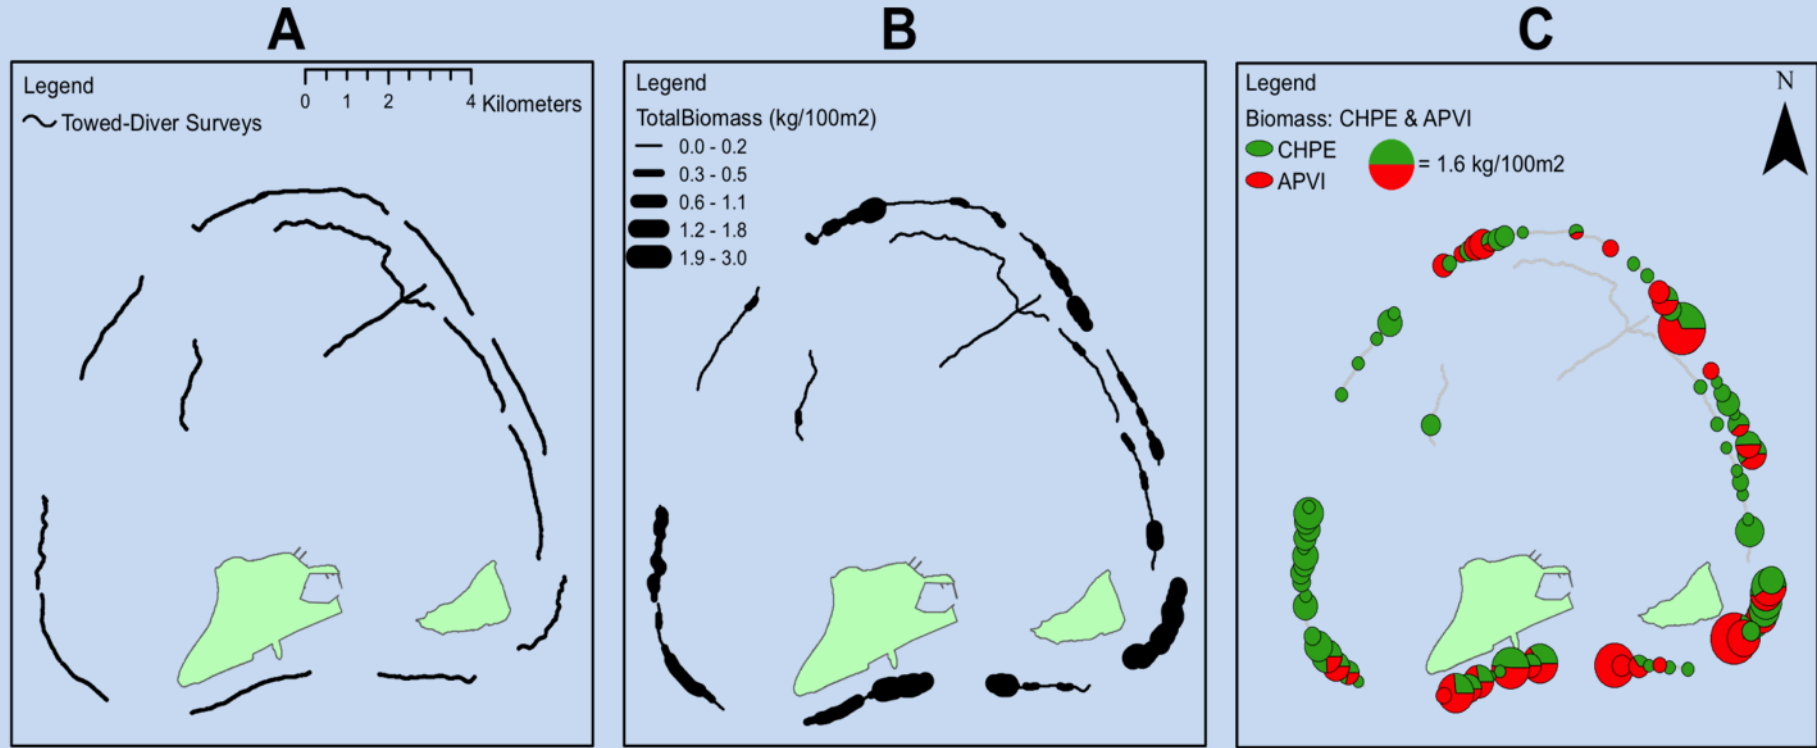 A
B
C
Legend
0 1 2 4 Kilometers
Towed-Diver Surveys
Legend
TotalBiomass (kg/100m2)
0.0 - 0.2
0.3 - 0.5
0.6 - 1.1
1.2 - 1.8
1.9 - 3.0
Legend
N
Biomass: CHPE & APVI
CHPE
= 1.6 kg/100m2
APVI